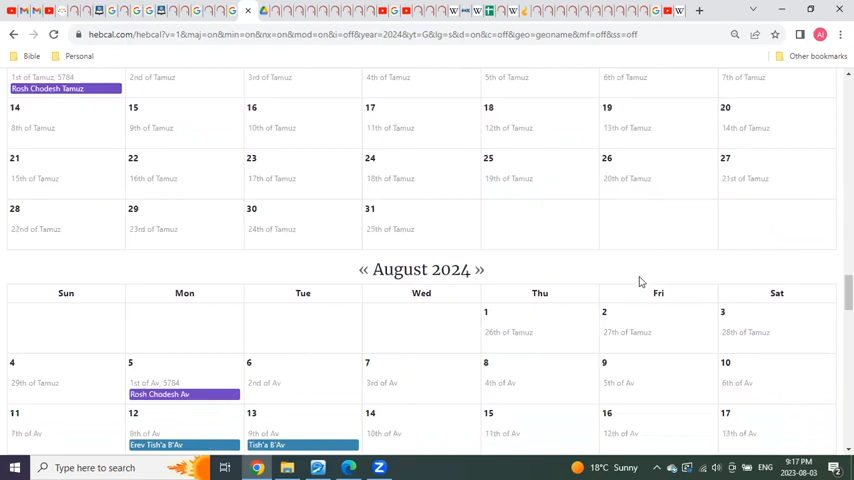 hebcal.com/hebcal?v=1&maj=on&min=on&nx=on&mod=on&i=off&year=2024&yt=G&lg=s&d=on&c=off&geo=geoname&mf=off&ss=off
AI
Bible Personal Other bookmarks
1st of Tamuz, 5784 2nd of Tamuz 3rd of Tamuz 4th of Tamuz 5th of Tamuz 6th of Tamuz 7th of Tamuz
Rosh Chodesh Tamuz
14 15 16 17 18 19 20
8th of Tamuz 9th of Tamuz 10th of Tamuz 11th of Tamuz 12th of Tamuz 13th of Tamuz 14th of Tamuz
21 22 23 24 25 26 27
15th of Tamuz 16th of Tamuz 17th of Tamuz 18th of Tamuz 19th of Tamuz 20th of Tamuz 21st of Tamuz
28 29 30 31
22nd of Tamuz 23rd of Tamuz 24th of Tamuz 25th of Tamuz
« August 2024 »
Sun Mon Tue Wed Thu Fri Sat
1 2 3
26th of Tamuz 27th of Tamuz 28th of Tamuz
4 5 6 7 8 9 10
29th of Tamuz 1st of Av, 5784 2nd of Av 3rd of Av 4th of Av 5th of Av 6th of Av
Rosh Chodesh Av
11 12 13 14 15 16 17
7th of Av 8th of Av 9th of Av 10th of Av 11th of Av 12th of Av 13th of Av
Erev Tish'a B'Av Tish'a B'Av
Type here to search 18°C Sunny ENG 9:17 PM
2023-08-03